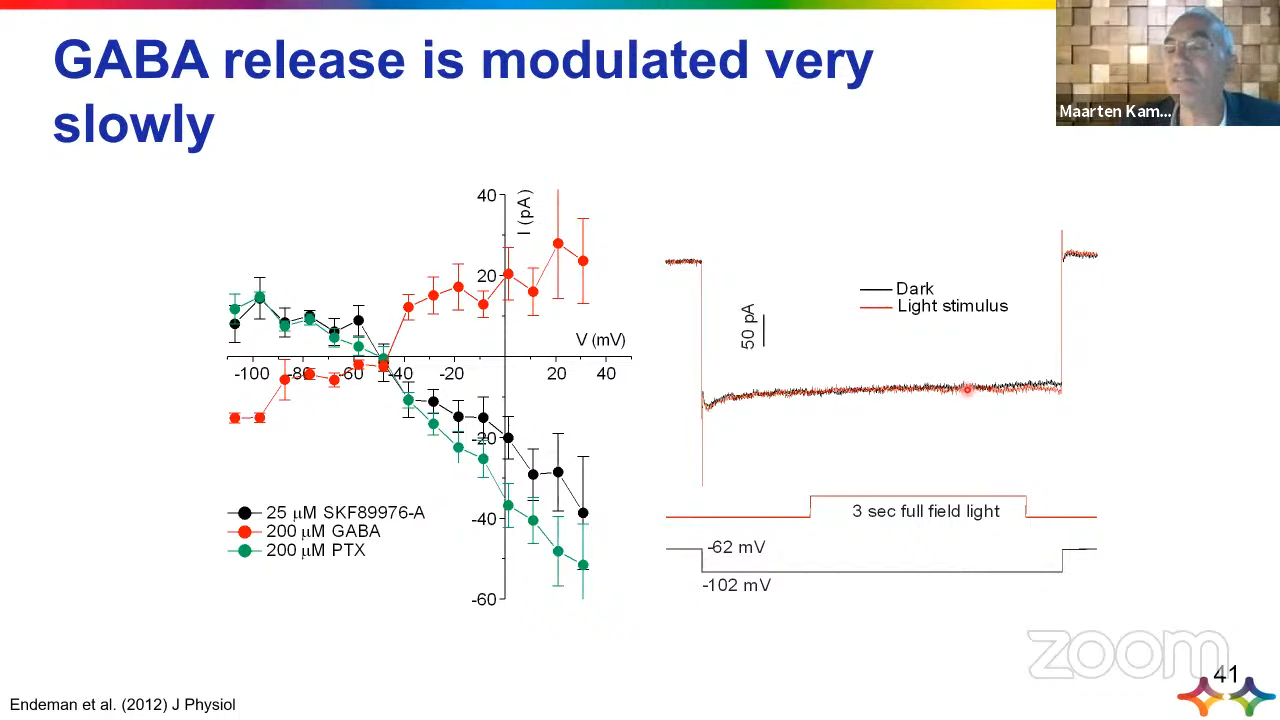 GABA release is modulated very
slowly
Maarten Kam...
40
20
-20
-40
-60
I (pA)
V (mV)
-100 -80 -60 -40 -20 20 40
25 μM SKF89976-A
200 μM GABA
200 μM PTX
Dark
Light stimulus
50 pA
3 sec full field light
-62 mV
-102 mV
zoom
41
Endeman et al. (2012) J Physiol